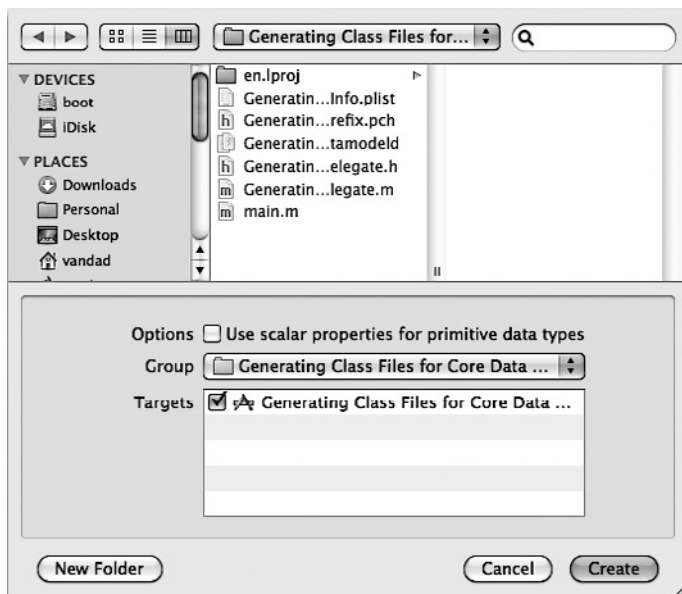 Generating Class Files for...
DEVICES
boot
iDisk
PLACES
Downloads
Personal
Desktop
vandad
en.lproj
Generatin...Info.plist
Generatin...refix.pch
Generatin...tamodeld
Generatin...elegate.h
Generatin...legate.m
main.m
Options Use scalar properties for primitive data types
Group Generating Class Files for Core Data ...
Targets Generating Class Files for Core Data ...
New Folder
Cancel
Create